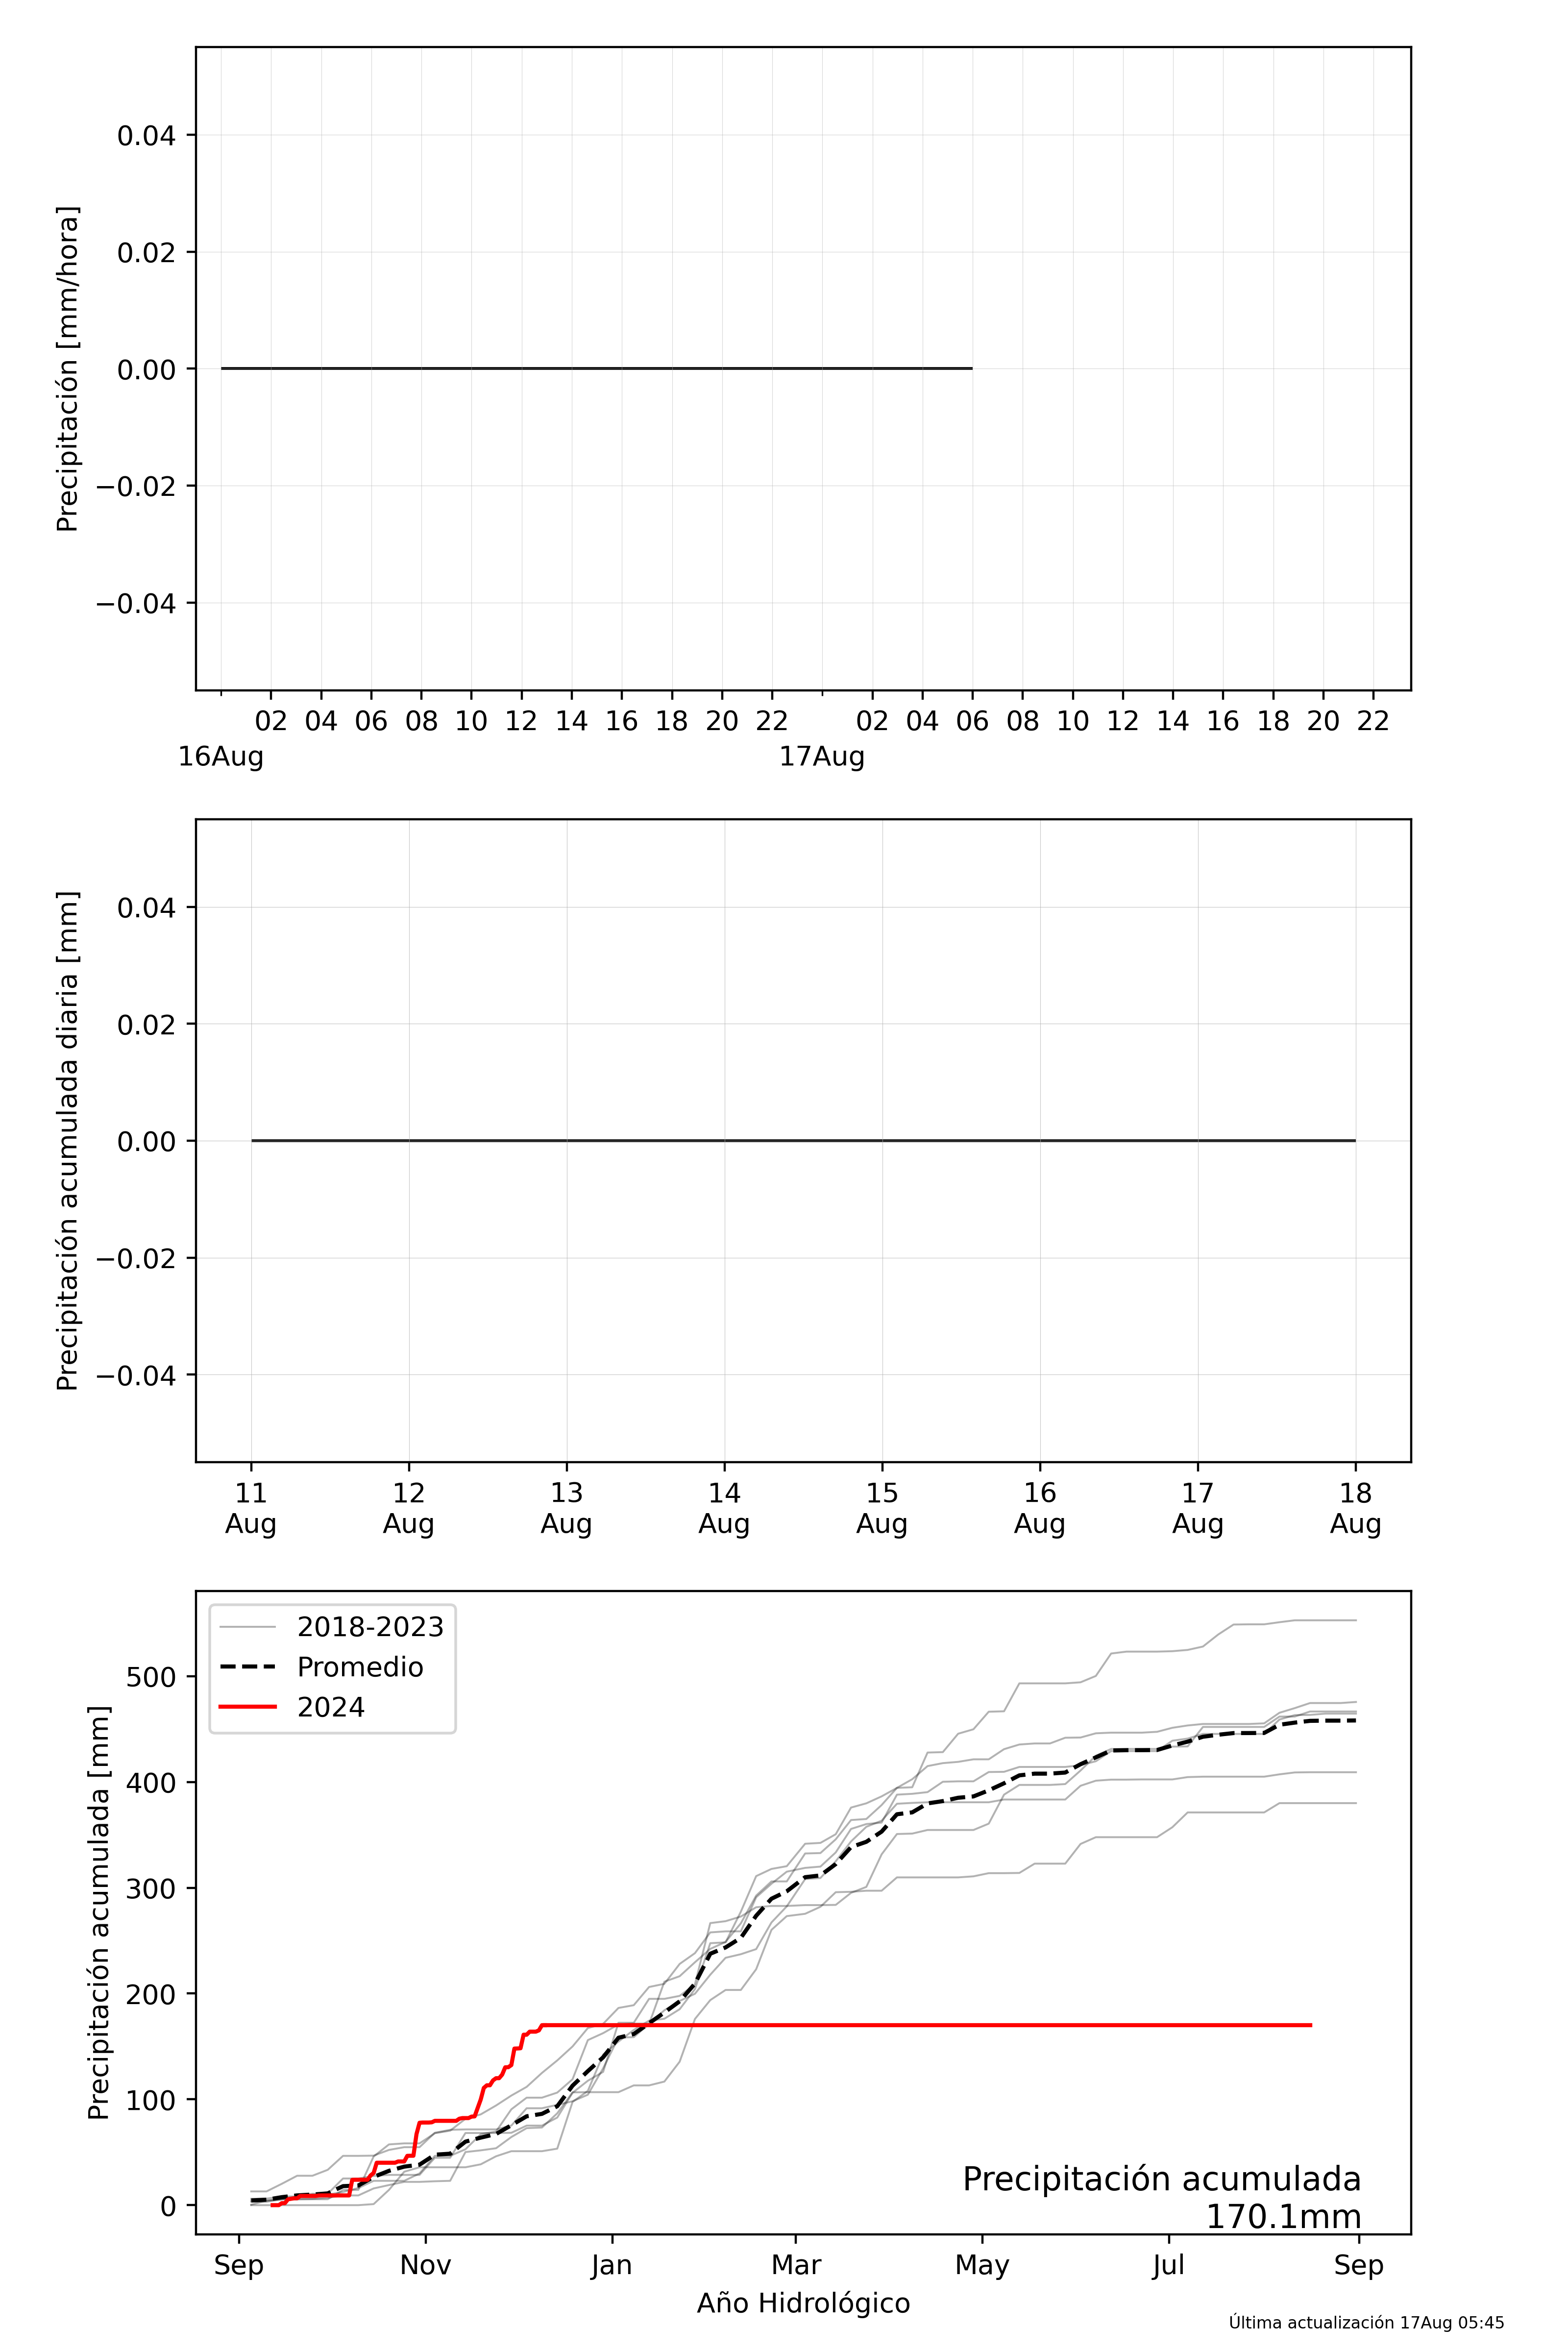 Precipitación [mm/hora]
0.04
0.02
0.00
−0.02
−0.04
02 04 06 08 10 12 14 16 18 20 22 02 04 06 08 10 12 14 16 18 20 22
16Aug 17Aug
Precipitación acumulada diaria [mm]
0.04
0.02
0.00
−0.02
−0.04
11 12 13 14 15 16 17 18
Aug Aug Aug Aug Aug Aug Aug Aug
Precipitación acumulada [mm]
500
400
300
200
100
0
2018-2023
Promedio
2024
Precipitación acumulada
170.1mm
Sep Nov Jan Mar May Jul Sep
Año Hidrológico
Última actualización 17Aug 05:45